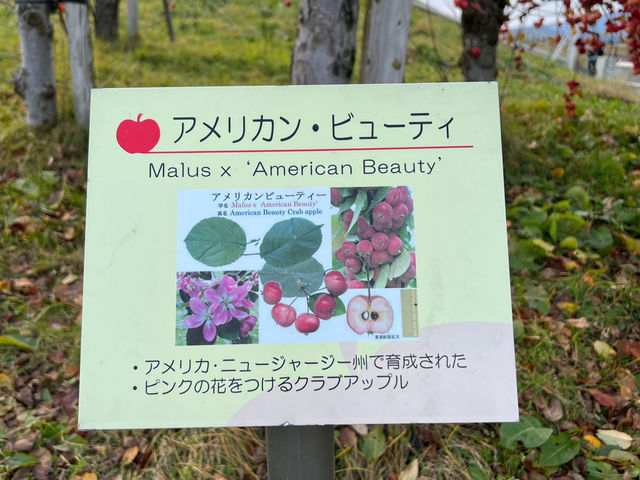 アメリカン・ビューティ
Malus x ‘American Beauty’
アメリカンビューティー
学名 Malus x 'American Beauty'
英名 American Beauty Crab apple
・アメリカ・ニュージャージー州で育成された
・ピンクの花をつけるクラブアップル